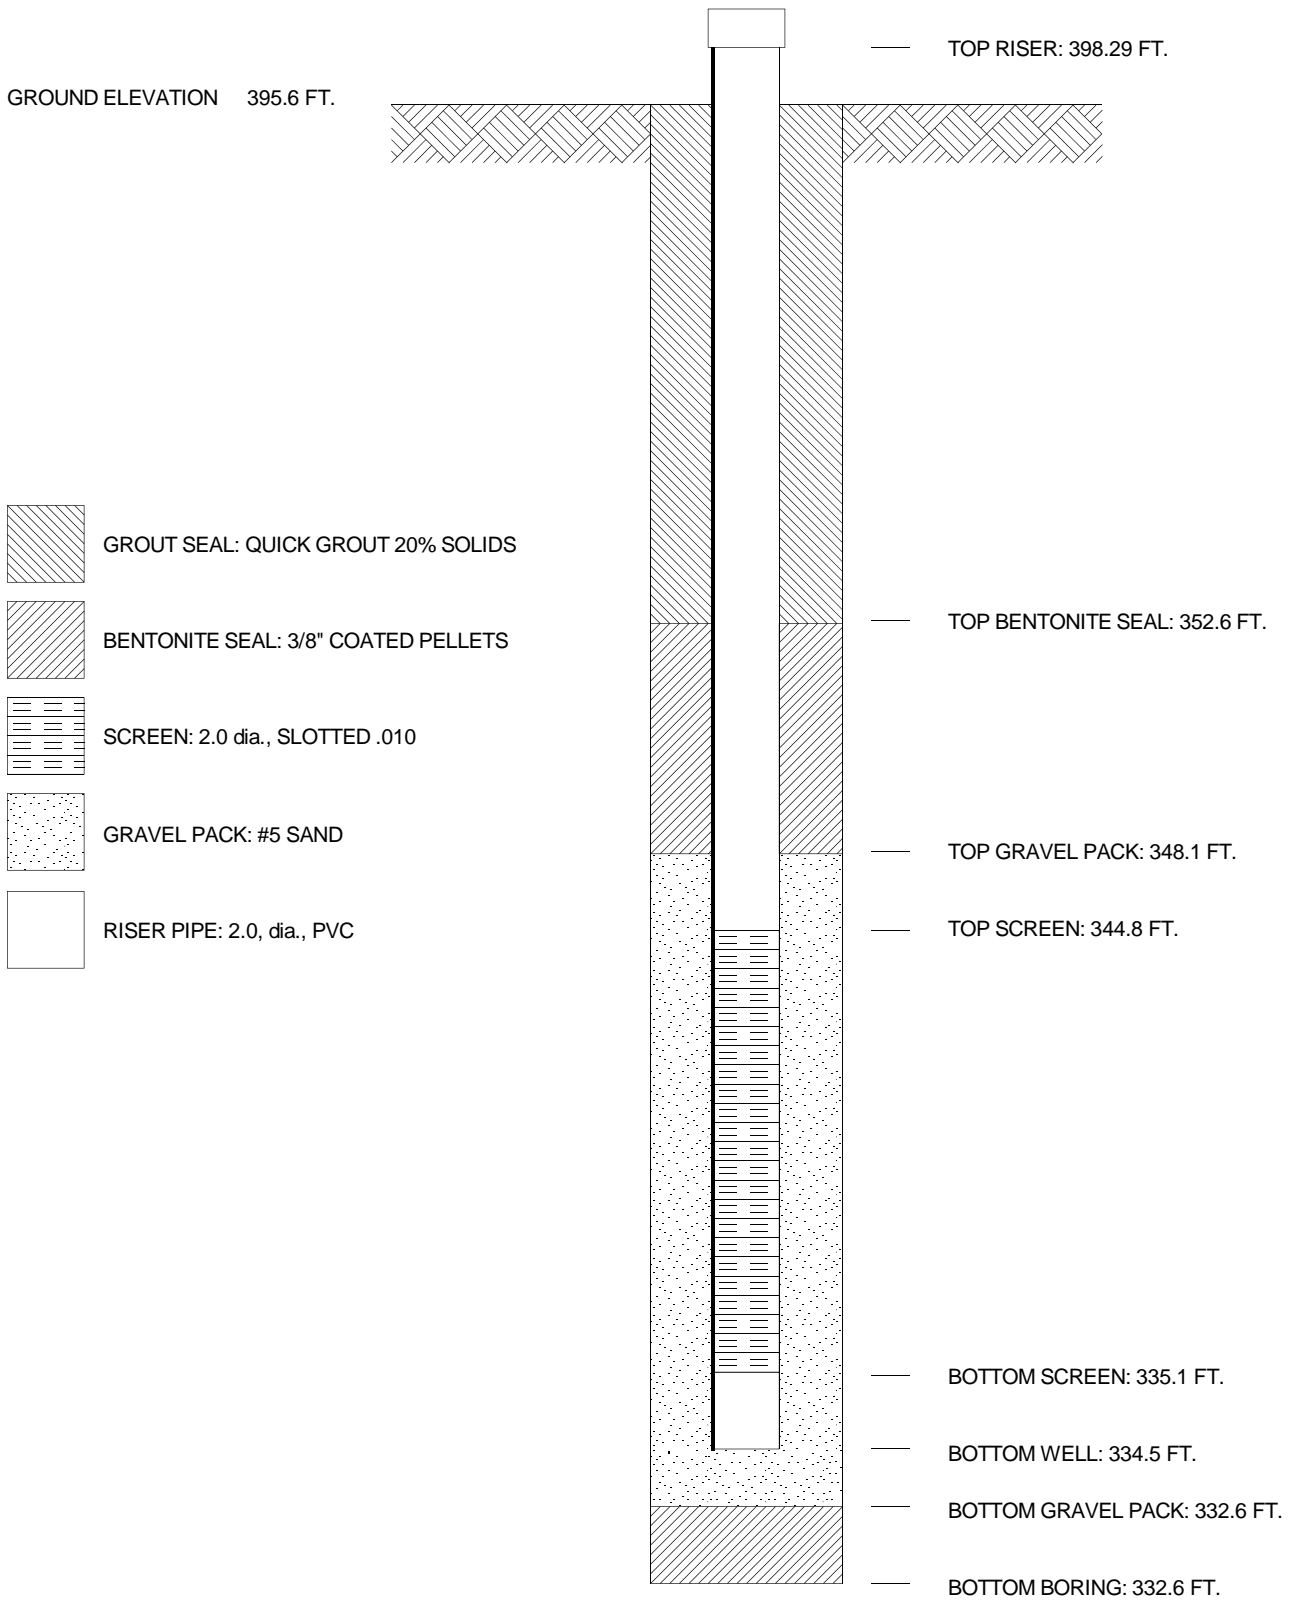 TOP RISER: 398.29 FT.
GROUND ELEVATION 395.6 FT.
GROUT SEAL: QUICK GROUT 20% SOLIDS
TOP BENTONITE SEAL: 352.6 FT.
BENTONITE SEAL: 3/8" COATED PELLETS
SCREEN: 2.0 dia., SLOTTED .010
GRAVEL PACK: #5 SAND
TOP GRAVEL PACK: 348.1 FT.
RISER PIPE: 2.0, dia., PVC
TOP SCREEN: 344.8 FT.
BOTTOM SCREEN: 335.1 FT.
BOTTOM WELL: 334.5 FT.
BOTTOM GRAVEL PACK: 332.6 FT.
BOTTOM BORING: 332.6 FT.